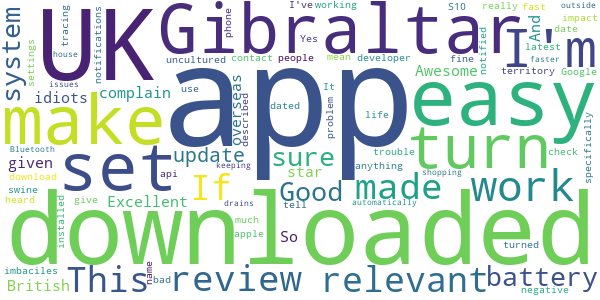 UK
Gibraltar
I'm
I've
working
S10
really
fast
outside
impact
date
phone
tracing
house
issues
settings
notifications
system
Yes
uncultured
contact
people
mean
developer
fine
notified
And
latest
faster
territory
Google
idiots
complain
overseas
use
described
dated
It
problem
life
Awesome
app
easy
make
set
update
sure
star
turn
trouble
anything
check
specifically
Bluetooth
given
swine
download
heard
installed
api
give
Excellent
If
drains
keeping
much
apple
tell
Good
made
shopping
automatically
work
turned
downloaded
So
imbaciles
British
This
name
bad
review
relevant
battery
negative